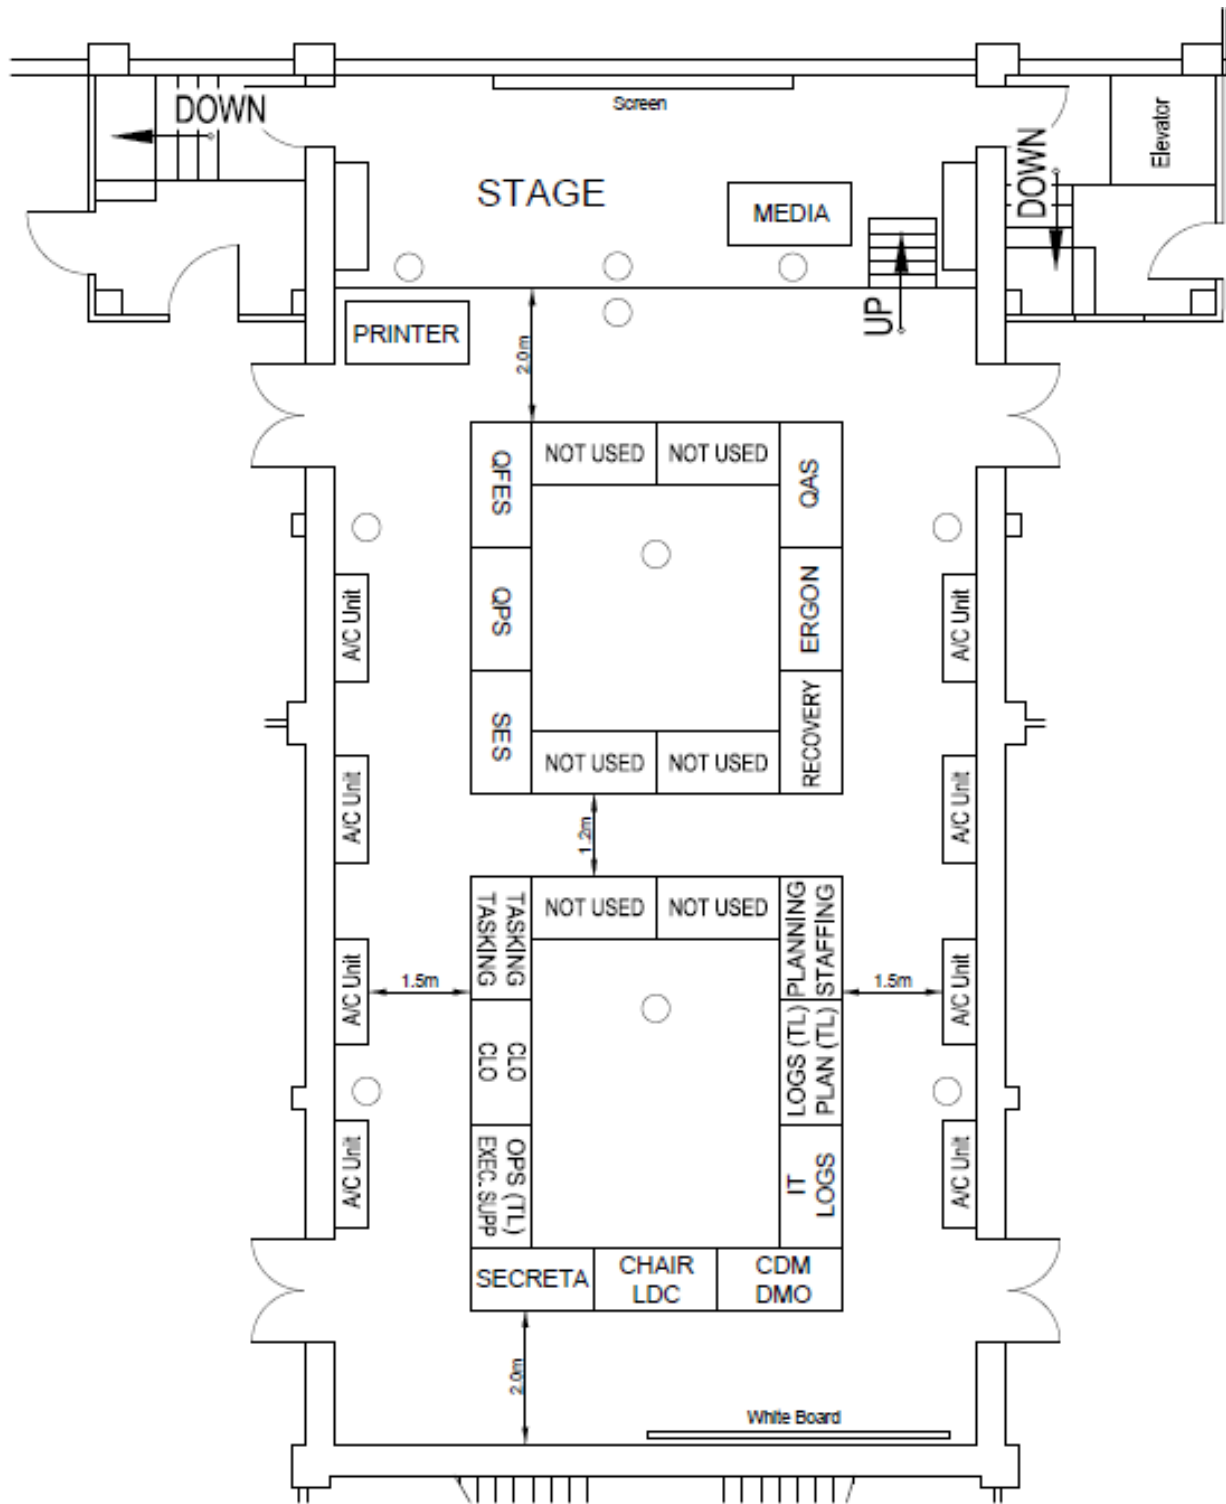 DOWN
Screen
Elevator
STAGE
MEDIA
DOWN
UP
PRINTER
2.0m
QFES
NOT USED
NOT USED
QAS
QPS
ERGON
A/C Unit
A/C Unit
SES
NOT USED
NOT USED
RECOVERY
A/C Unit
A/C Unit
1.2m
TASKING
TASKING
NOT USED
NOT USED
PLANNING
STAFFING
A/C Unit
1.5m
1.5m
A/C Unit
CLO
CLO
LOGS (TL)
PLAN (TL)
A/C Unit
OPS (TL)
EXEC. SUPP
IT
LOGS
A/C Unit
SECRETA
CHAIR
LDC
CDM
DMO
2.0m
White Board